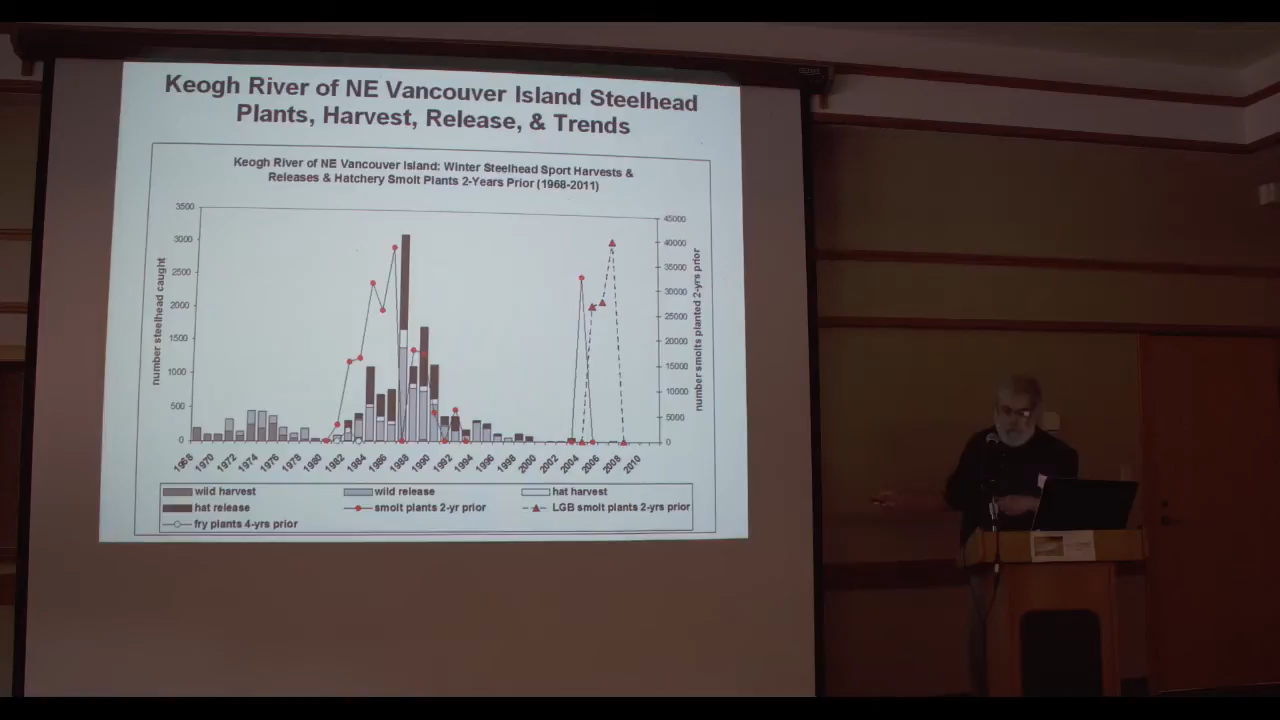 Keogh River of NE Vancouver Island Steelhead
Plants, Harvest, Release, & Trends
Keogh River of NE Vancouver Island: Winter Steelhead Sport Harvests &
Releases & Hatchery Smolt Plants 2-Years Prior (1968-2011)
number steelhead caught
3500
3000
2500
2000
1500
1000
500
0
45000
40000
35000
30000
25000
20000
15000
10000
5000
0
number smolts planted 2-yrs prior
1968 1970 1972 1974 1976 1978 1980 1982 1984 1986 1988 1990 1992 1994 1996 1998 2000 2002 2004 2006 2008 2010
wild harvest wild release hat harvest
hat release smolt plants 2-yr prior LGB smolt plants 2-yrs prior
fry plants 4-yrs prior